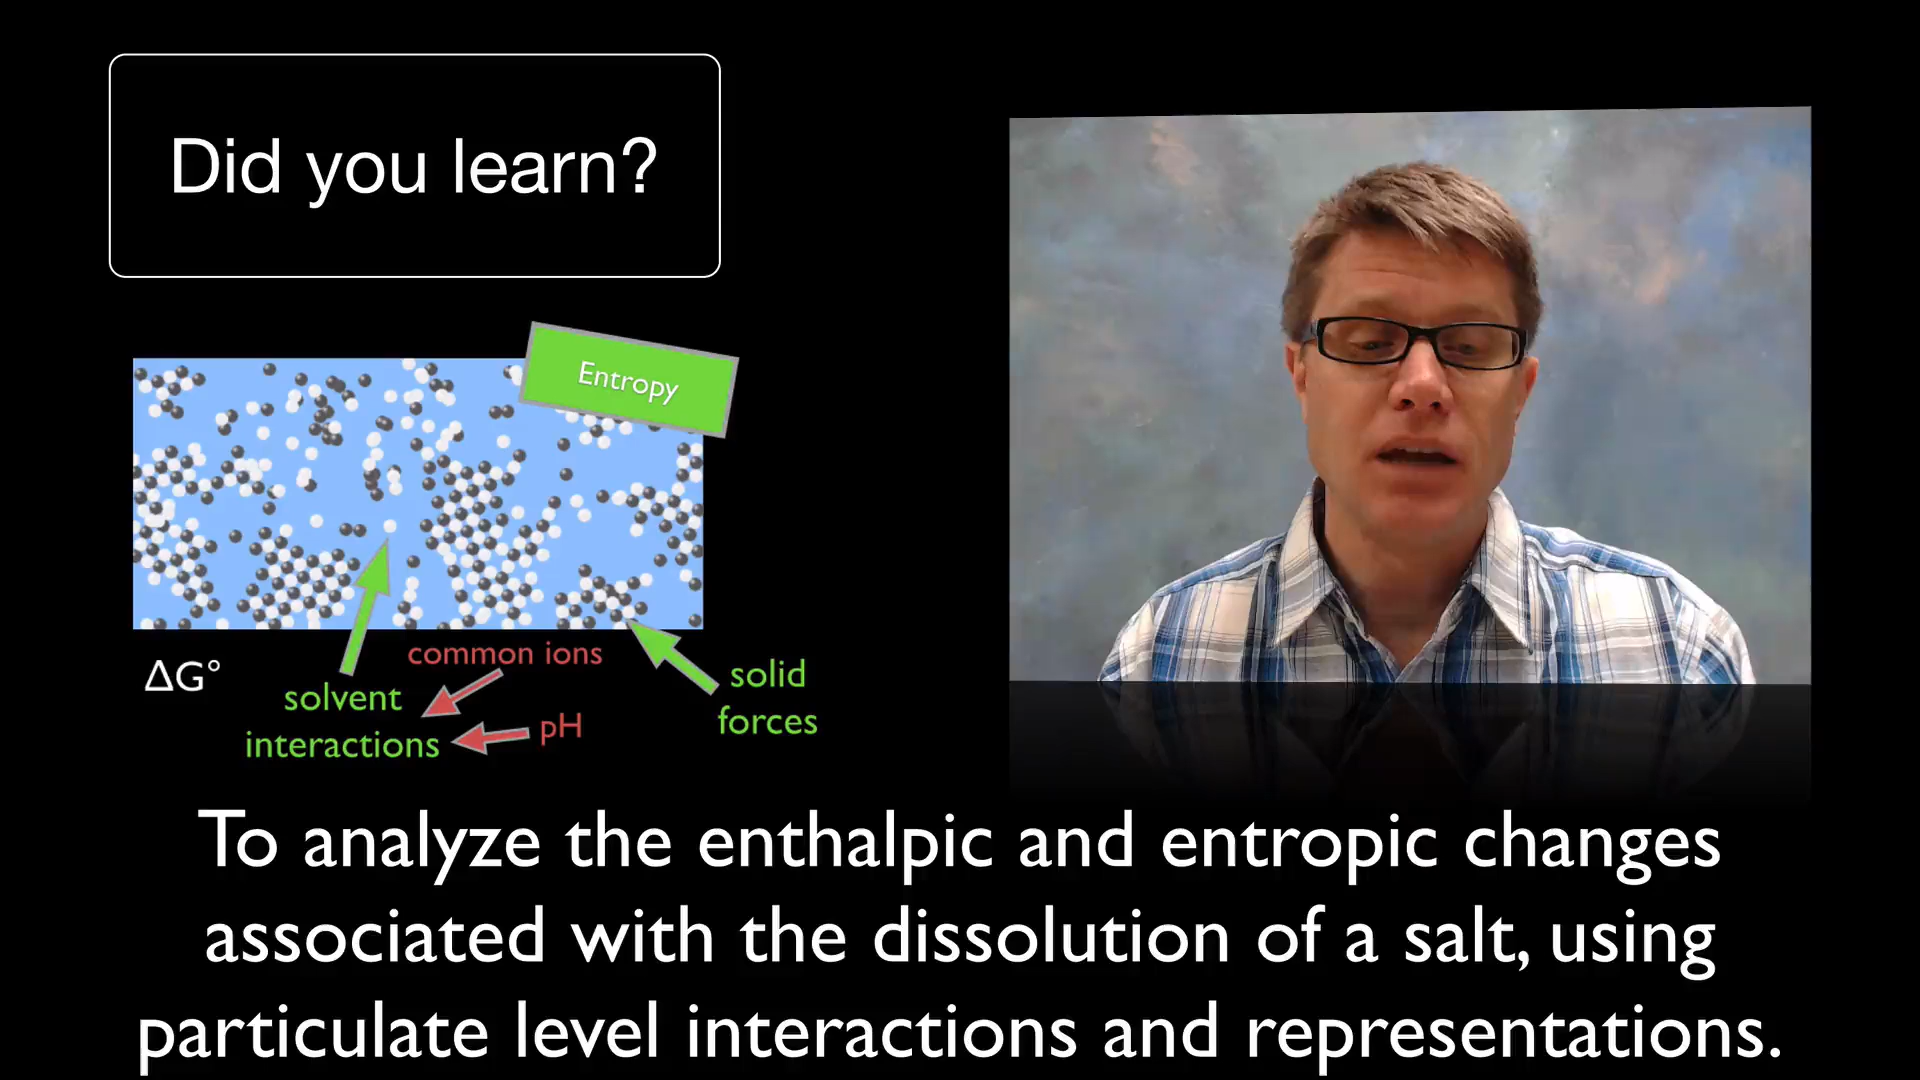 Did you learn?
Entropy
common ions
ΔG°
solvent
interactions
pH
solid
forces
To analyze the enthalpic and entropic changes
associated with the dissolution of a salt, using
particulate level interactions and representations.